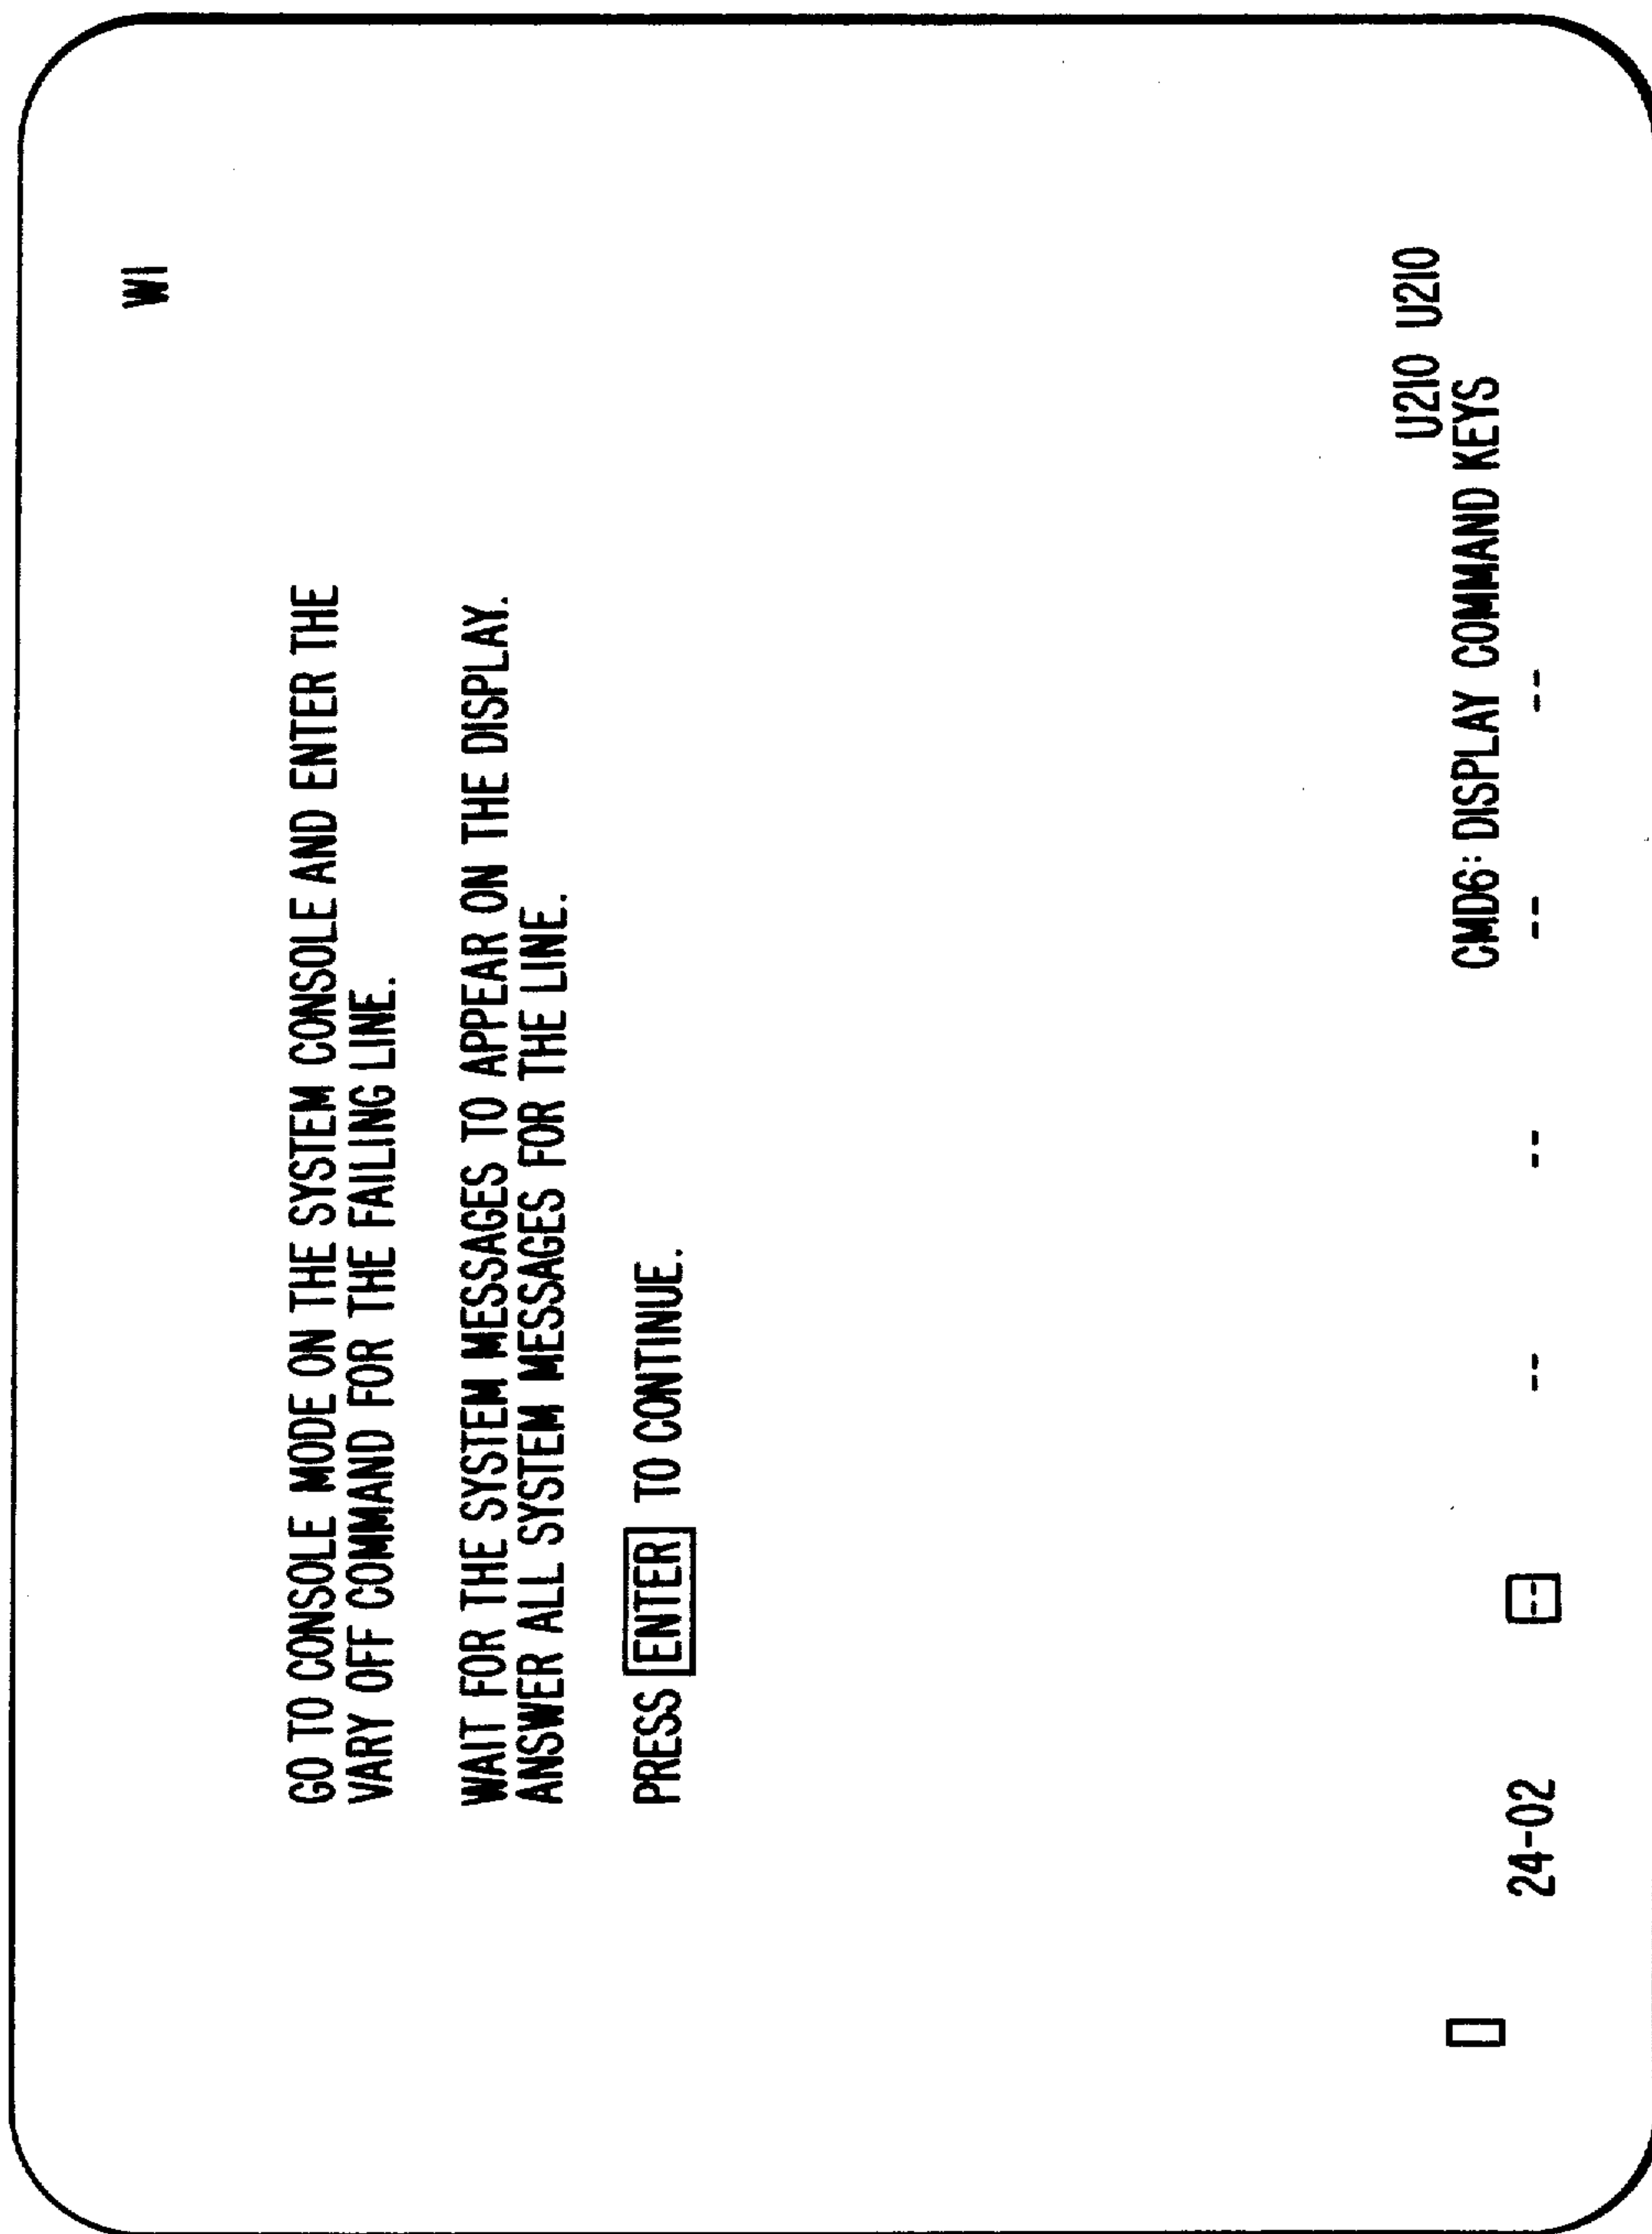 W1
GO TO CONSOLE MODE ON THE SYSTEM CONSOLE AND ENTER THE
VARY OFF COMMAND FOR THE FAILING LINE.
WAIT FOR THE SYSTEM MESSAGES TO APPEAR ON THE DISPLAY.
ANSWER ALL SYSTEM MESSAGES FOR THE LINE.
PRESS ENTER TO CONTINUE.
U210 U210
CMD6: DISPLAY COMMAND KEYS
24-02 -- -- -- -- --